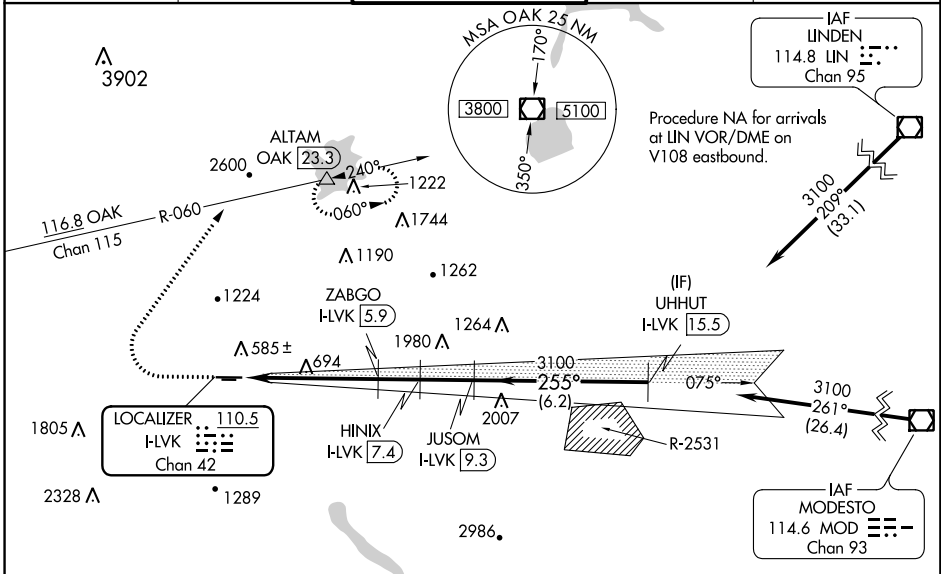 MSA OAK 25 NM
170°
350°
3800
5100
3902
IAF
LINDEN
114.8 LIN
Chan 95
Procedure NA for arrivals
at LIN VOR/DME on
V108 eastbound.
3100
209°
(33.1)
ALTAM
OAK 23.3
2600
240°
060°
1222
1744
116.8 OAK
Chan 115
R-060
1190
1262
1224
ZABGO
I-LVK 5.9
(IF)
UHHUT
I-LVK 15.5
1980
1264
585 ±
694
3100
255°
(6.2)
075°
3100
261°
(26.4)
2007
R-2531
HINIX
I-LVK 7.4
JUSOM
I-LVK 9.3
LOCALIZER 110.5
I-LVK
Chan 42
1805
2328
1289
2986
IAF
MODESTO
114.6 MOD
Chan 93